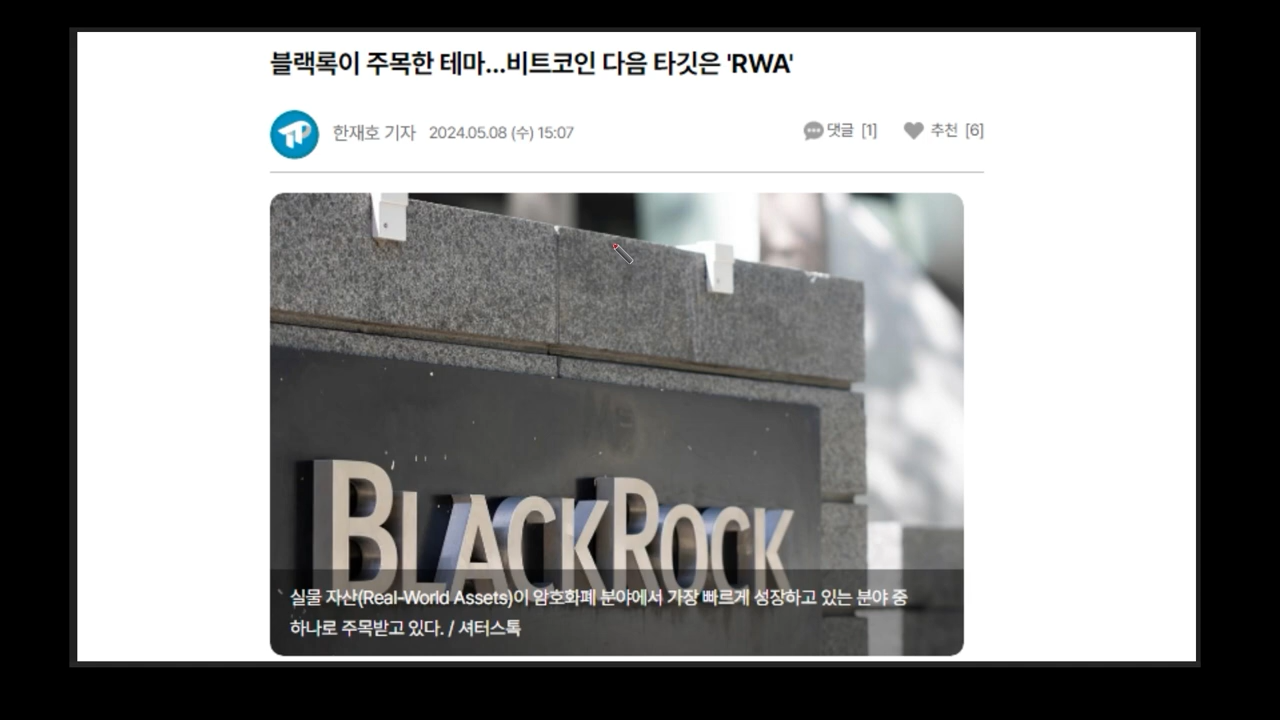 블랙록이 주목한 테마...비트코인 다음 타깃은 'RWA'
한재호 기자 2024.05.08 (수) 15:07 댓글 [1] 추천 [6]
BLACKROCK
실물 자산(Real-World Assets)이 암호화폐 분야에서 가장 빠르게 성장하고 있는 분야 중
하나로 주목받고 있다. / 셔터스톡